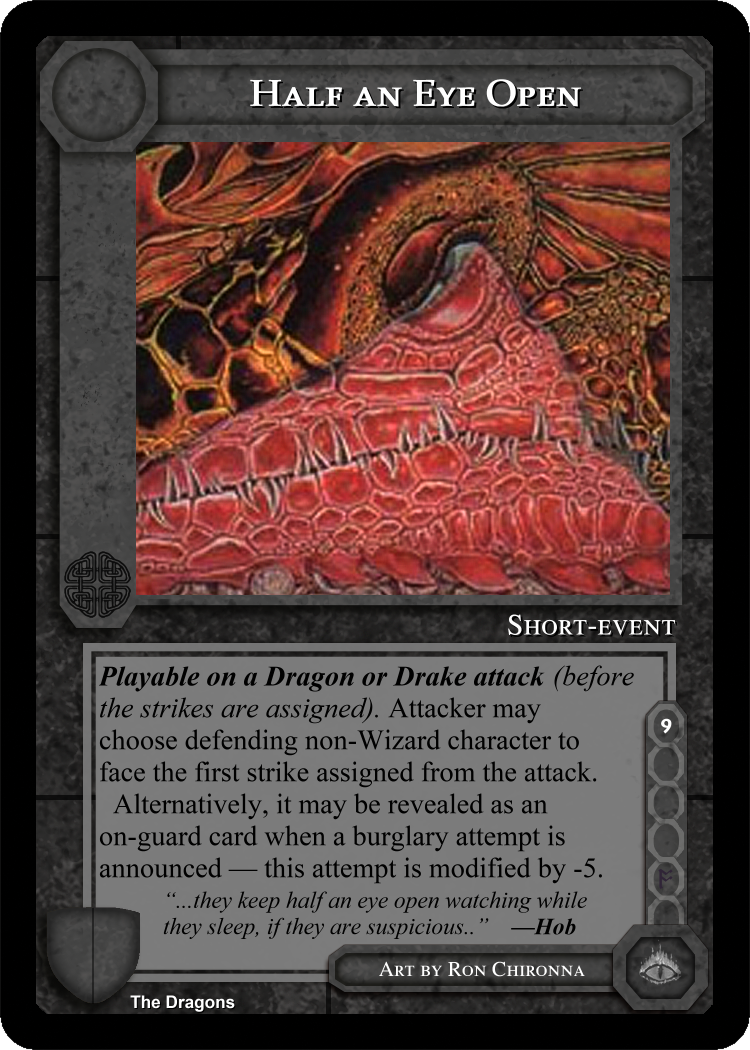 Half an Eye Open
Short-event
Playable on a Dragon or Drake attack (before
the strikes are assigned). Attacker may
choose defending non-Wizard character to
face the first strike assigned from the attack.
Alternatively, it may be revealed as an
on-guard card when a burglary attempt is
announced — this attempt is modified by -5.
“...they keep half an eye open watching while
they sleep, if they are suspicious..” —Hob
9
Art by Ron Chironna
The Dragons